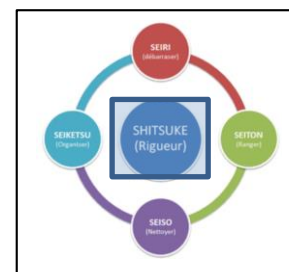 SEIRI
(débarrasser)
SHITSUKE
(Rigueur)
SEIKETSU
(Organiser)
SEITON
(Ranger)
SEISO
(Nettoyer)